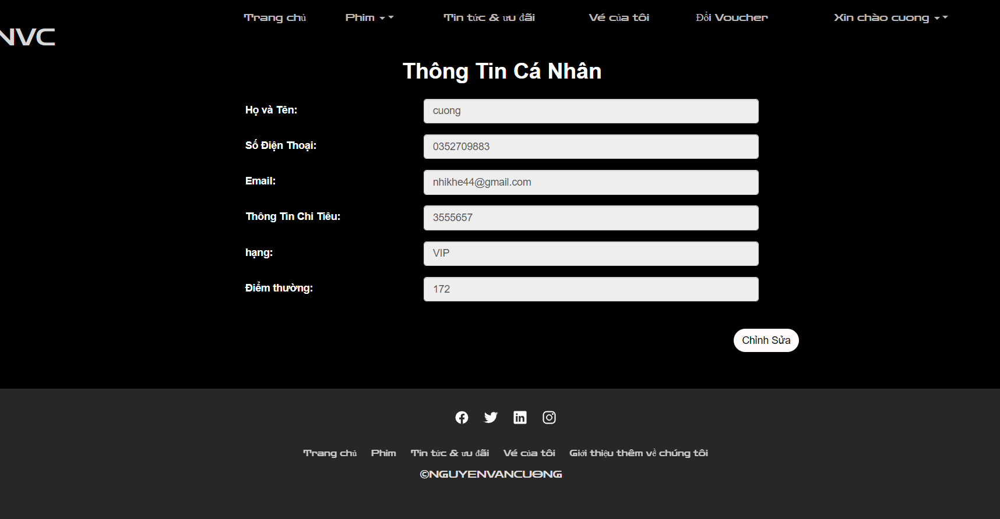 Trang chủ Phim Tin tức & ưu đãi Vé của tôi Đổi Voucher Xin chào cuong
NVC
Thông Tin Cá Nhân
Họ và Tên: cuong
Số Điện Thoại: 0352709883
Email: nhikhe44@gmail.com
Thông Tin Chi Tiêu: 3555657
hạng: VIP
Điểm thường: 172
Chỉnh Sửa
Trang chủ Phim Tin tức & ưu đãi Vé của tôi Giới thiệu thêm về chúng tôi
©NGUYENVANCUONG